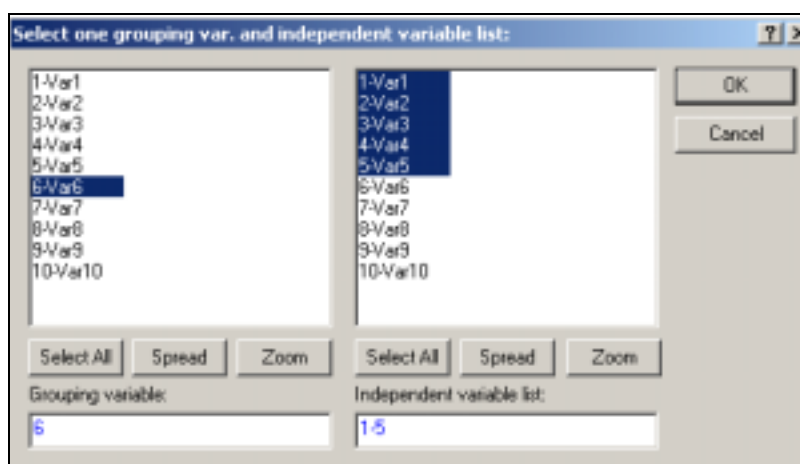 Select one grouping var. and independent variable list:
1-Var1
2-Var2
3-Var3
4-Var4
5-Var5
6-Var6
7-Var7
8-Var8
9-Var9
10-Var10
Select All Spread Zoom
Grouping variable:
6
1-Var1
2-Var2
3-Var3
4-Var4
5-Var5
6-Var6
7-Var7
8-Var8
9-Var9
10-Var10
Select All Spread Zoom
Independent variable list:
1-5
OK
Cancel